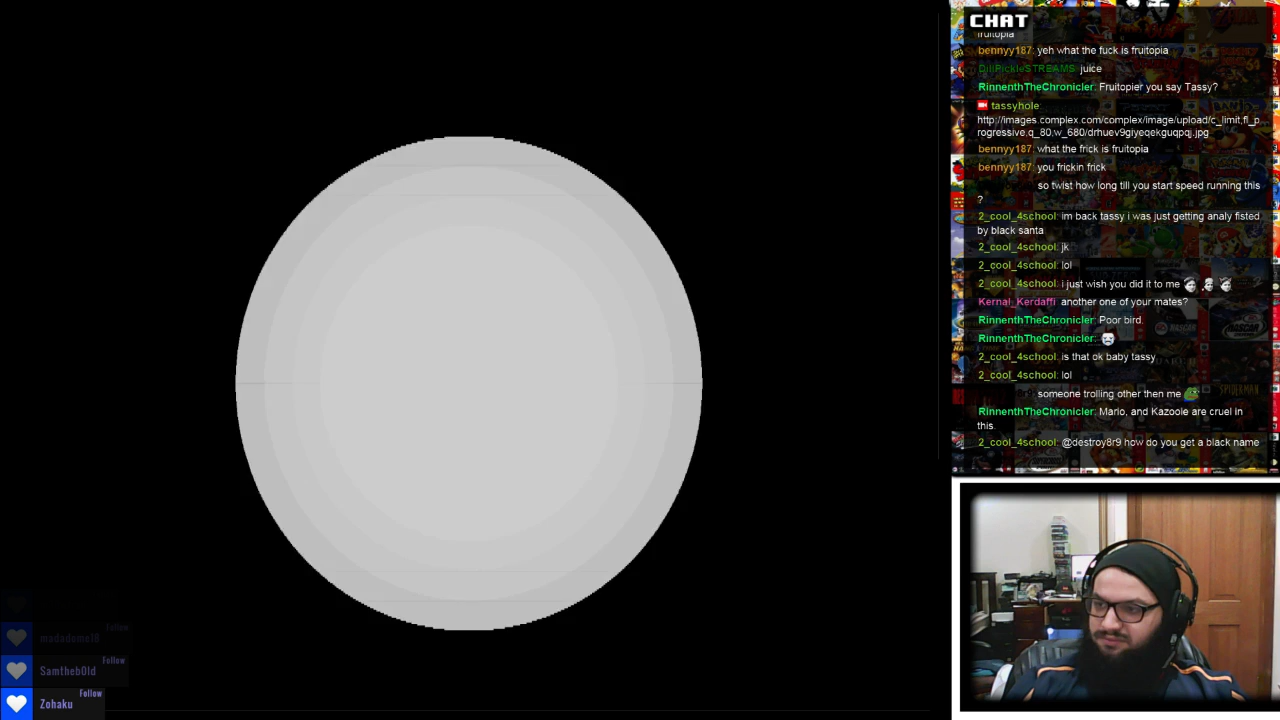 CHAT
fruitopia
bennyy187: yeh what the fuck is fruitopia
DillPickleSTREAMS: juice
RinnenthTheChronicler: Fruitopier you say Tassy?
tassyhole:
http://images.complex.com/complex/image/upload/c_limit,fl_p
rogressive,q_80,w_680/drhuev9giyeqekguqpqj.jpg
bennyy187: what the frick is fruitopia
bennyy187: you frickin frick
so twist how long till you start speed running this
?
2_cool_4school: im back tassy i was just getting analy fisted
by black santa
2_cool_4school: jk
2_cool_4school: lol
2_cool_4school: i just wish you did it to me
Kernal_Kerdaffi: another one of your mates?
RinnenthTheChronicler: Poor bird.
RinnenthTheChronicler:
2_cool_4school: is that ok baby tassy
2_cool_4school: lol
someone trolling other then me
RinnenthTheChronicler: Mario, and Kazooie are cruel in
this.
2_cool_4school: @destroy8r9 how do you get a black name
Follow
Follow
Samtheb0ld
Follow
Zohaku